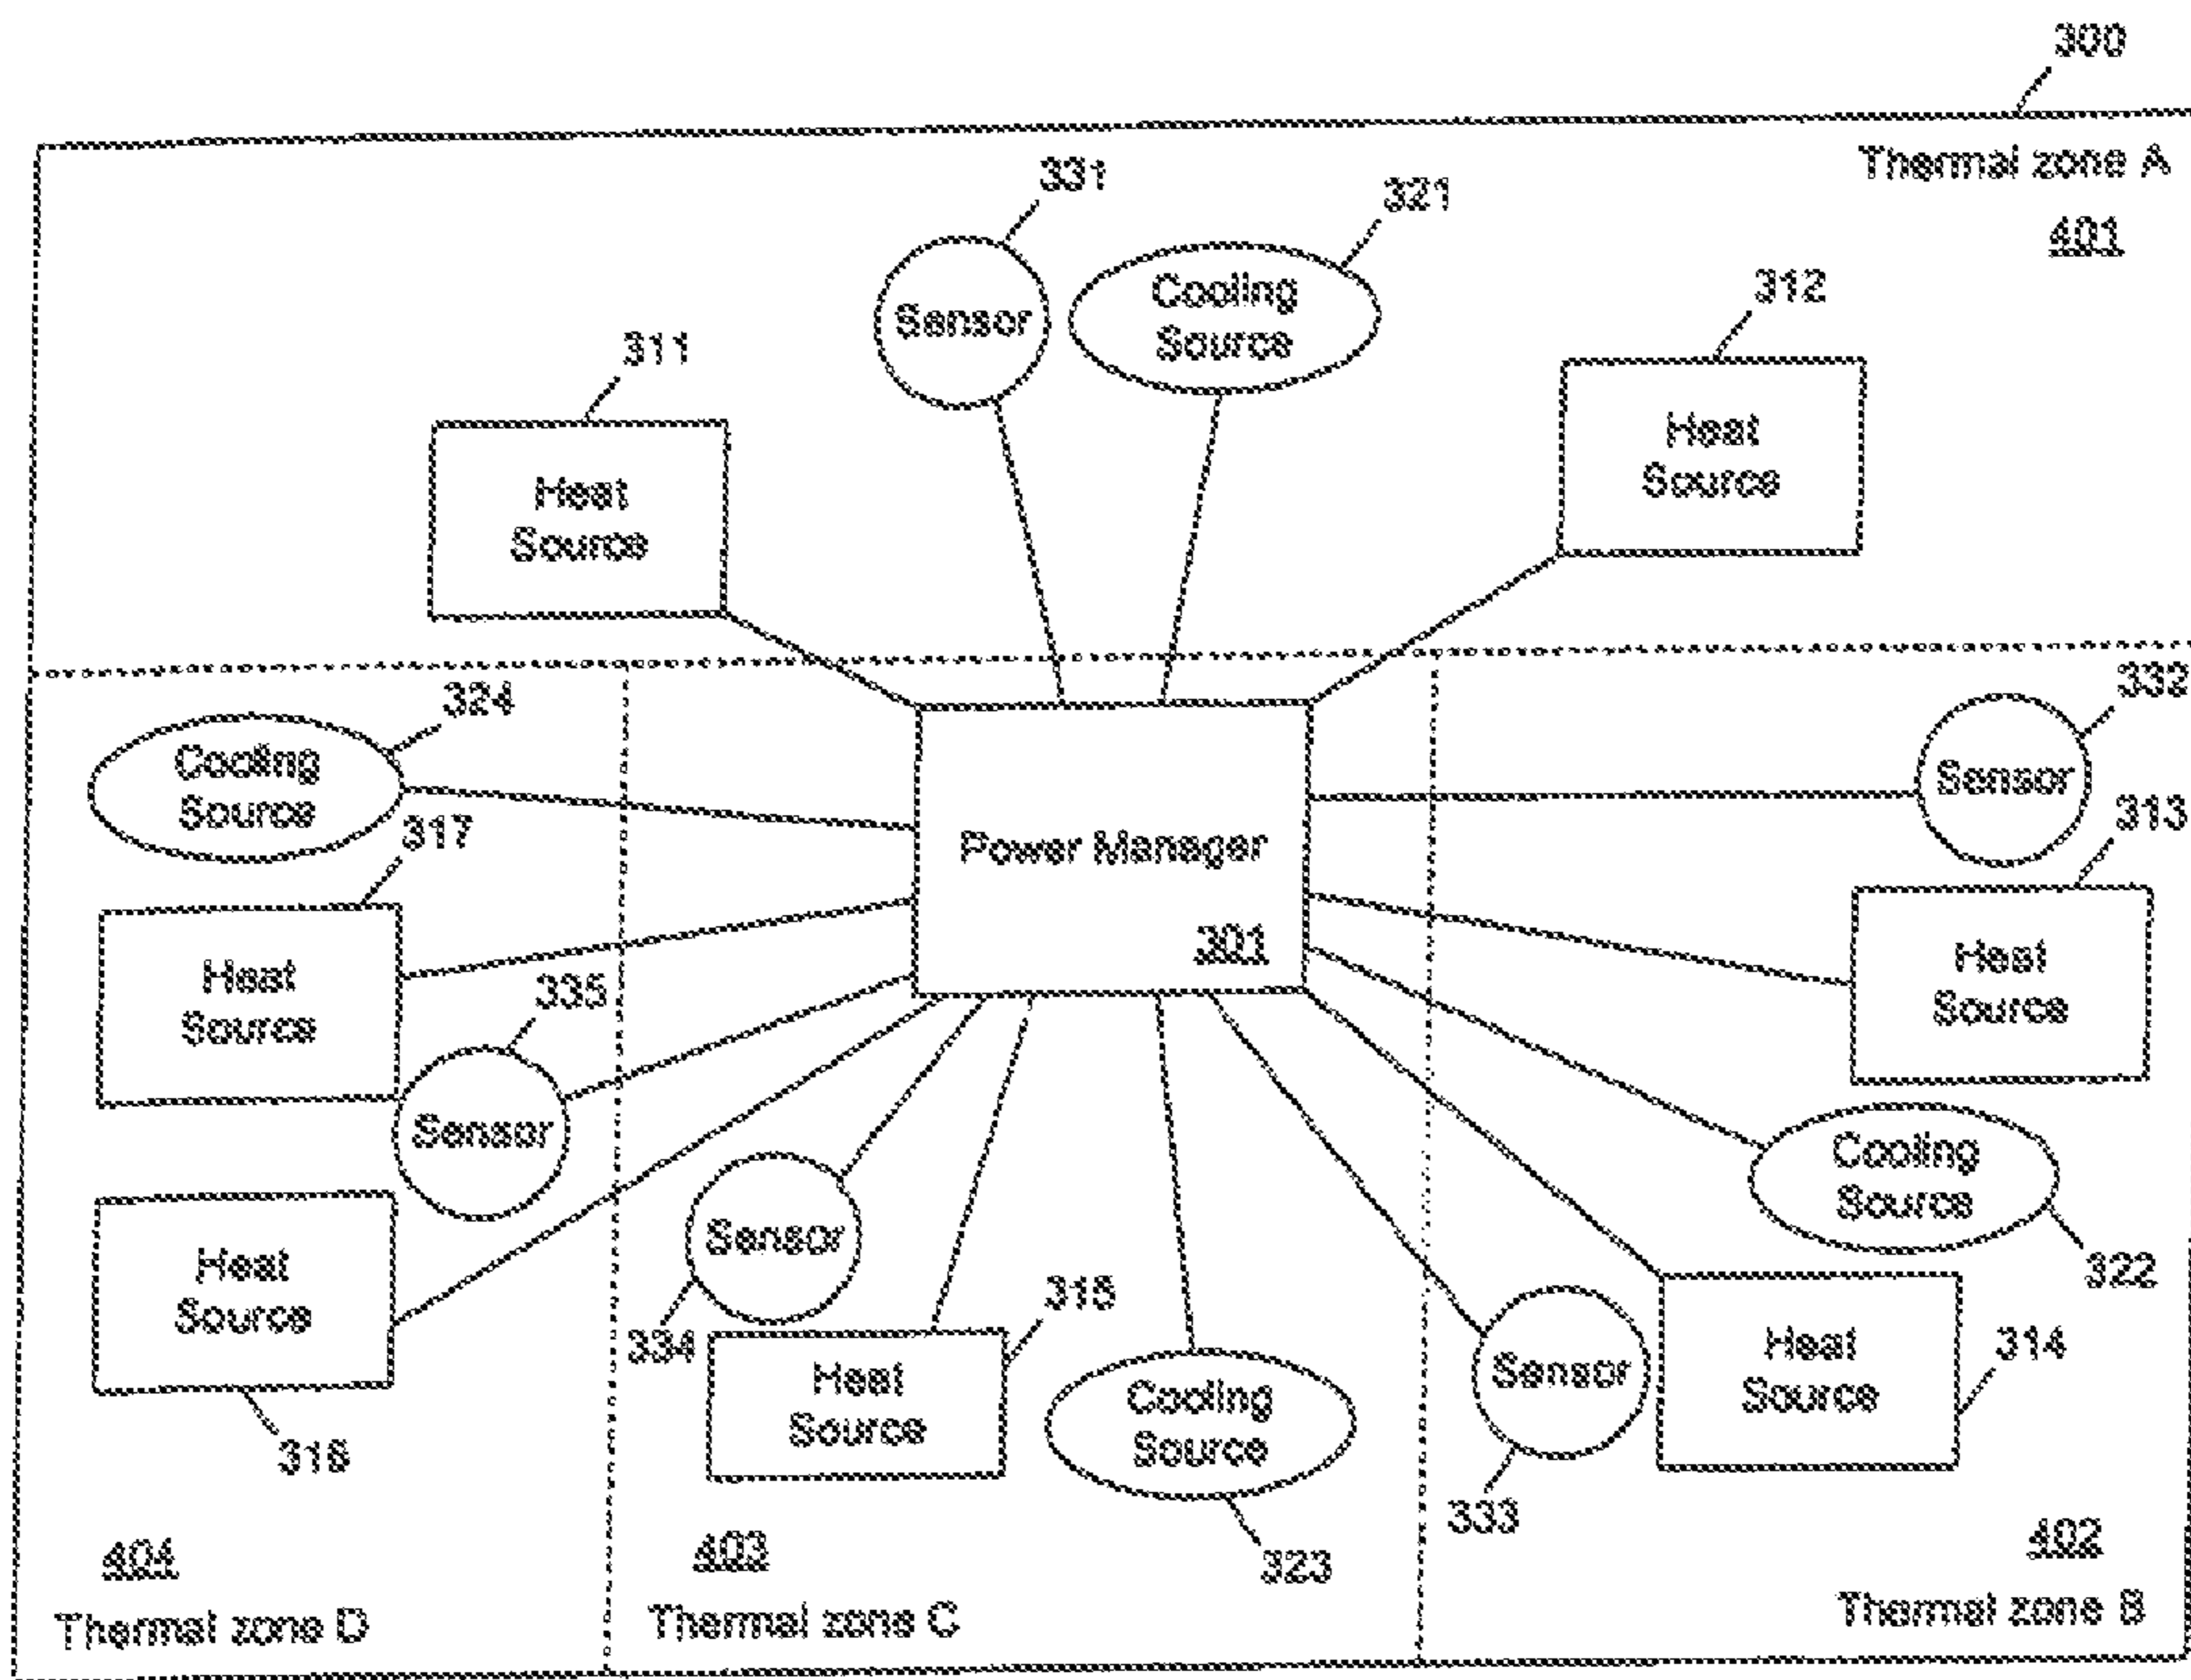 300
Thermal zone A
401
331
321
312
311
Sensor
Cooling
Source
Heat
Source
Heat
Source
324
332
Cooling
Source
Sensor
317
313
Power Manager
301
Heat
Source
335
Heat
Source
Sensor
Cooling
Source
322
Heat
Source
Sensor
334
315
Heat
Source
Cooling
Source
Sensor
Heat
Source
314
316
323
333
404
403
402
Thermal zone D
Thermal zone C
Thermal zone B